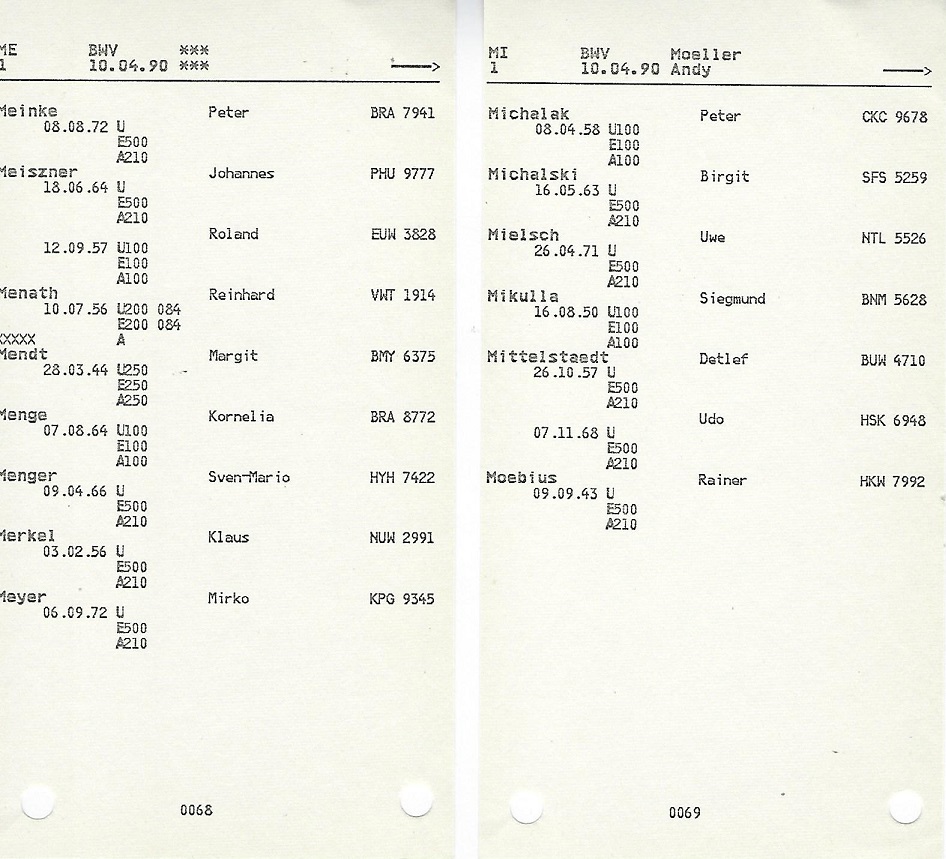 ME BWV ***
1 10.04.90 *** ——>
Meinke Peter BRA 7941
08.08.72 U
E500
A210
Meiszner Johannes PHU 9777
18.06.64 U
E500
A210
Roland EUW 3828
12.09.57 U100
E100
A100
Menath Reinhard VWT 1914
10.07.56 U200 084
E200 084
XXXXX A
Mendt Margit BMY 6375
28.03.44 U250
E250
A250
Menge Kornelia BRA 8772
07.08.64 U100
E100
A100
Menger Sven-Mario HYH 7422
09.04.66 U
E500
A210
Merkel Klaus NUW 2991
03.02.56 U
E500
A210
Meyer Mirko KPG 9345
06.09.72 U
E500
A210
0068
MI BWV Moeller
1 10.04.90 Andy ——>
Michalak Peter CKC 9678
08.04.58 U100
E100
A100
Michalski Birgit SFS 5259
16.05.63 U
E500
A210
Mielsch Uwe NTL 5526
26.04.71 U
E500
A210
Mikulla Siegmund BNM 5628
16.08.50 U100
E100
A100
Mittelstaedt Detlef BUW 4710
26.10.57 U
E500
A210
Udo HSK 6948
07.11.68 U
E500
A210
Moebius Rainer HKW 7992
09.09.43 U
E500
A210
0069